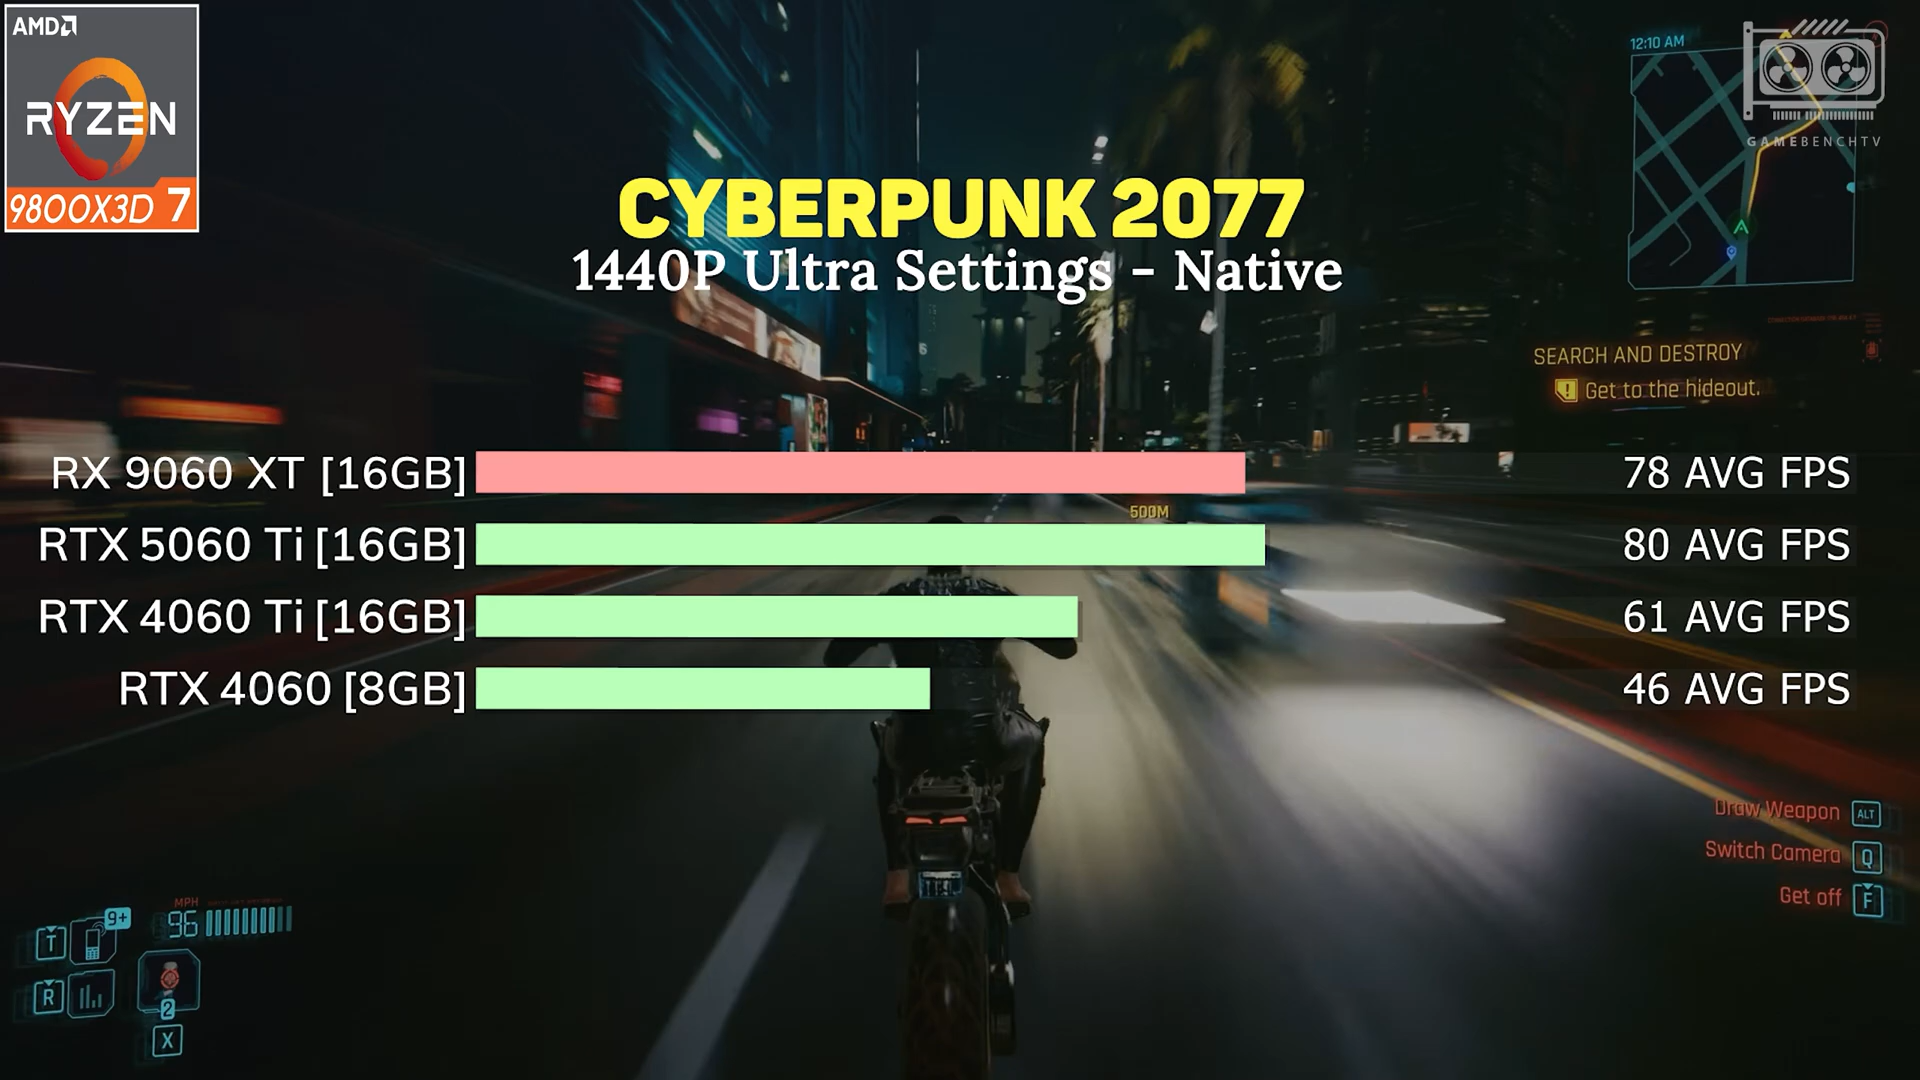 AMD
RYZEN
9800X3D 7
12:10 AM
GAMEBENCHTV
CYBERPUNK 2077
1440P Ultra Settings - Native
SEARCH AND DESTROY
Get to the hideout.
RX 9060 XT [16GB] 78 AVG FPS
500M
RTX 5060 Ti [16GB] 80 AVG FPS
RTX 4060 Ti [16GB] 61 AVG FPS
RTX 4060 [8GB] 46 AVG FPS
Draw Weapon ALT
Switch Camera Q
Get off F
MPH
96
9+
T
R
2
X